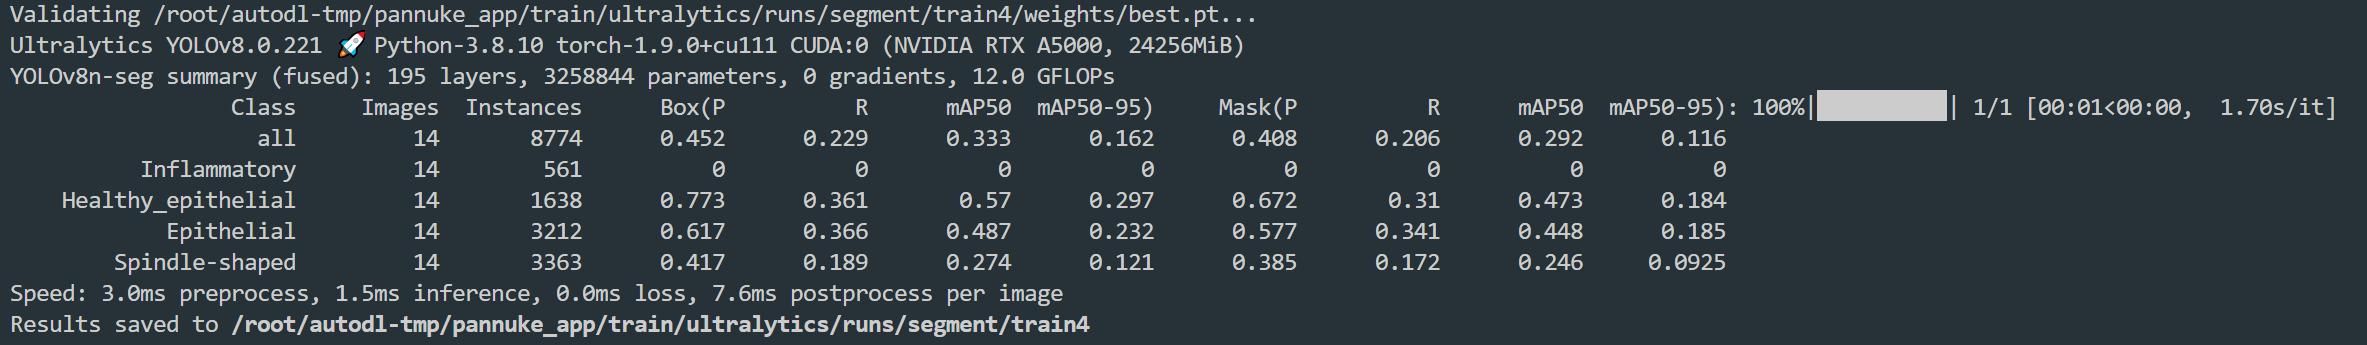 Validating /root/autodl-tmp/pannuke_app/train/ultralytics/runs/segment/train4/weights/best.pt...
Ultralytics YOLOv8.0.221 🚀 Python-3.8.10 torch-1.9.0+cu111 CUDA:0 (NVIDIA RTX A5000, 24256MiB)
YOLOv8n-seg summary (fused): 195 layers, 3258844 parameters, 0 gradients, 12.0 GFLOPs
Class Images Instances Box(P R mAP50 mAP50-95) Mask(P R mAP50 mAP50-95): 100%|██████████| 1/1 [00:01<00:00, 1.70s/it]
all 14 8774 0.452 0.229 0.333 0.162 0.408 0.206 0.292 0.116
Inflammatory 14 561 0 0 0 0 0 0 0 0
Healthy_epithelial 14 1638 0.773 0.361 0.57 0.297 0.672 0.31 0.473 0.184
Epithelial 14 3212 0.617 0.366 0.487 0.232 0.577 0.341 0.448 0.185
Spindle-shaped 14 3363 0.417 0.189 0.274 0.121 0.385 0.172 0.246 0.0925
Speed: 3.0ms preprocess, 1.5ms inference, 0.0ms loss, 7.6ms postprocess per image
Results saved to /root/autodl-tmp/pannuke_app/train/ultralytics/runs/segment/train4